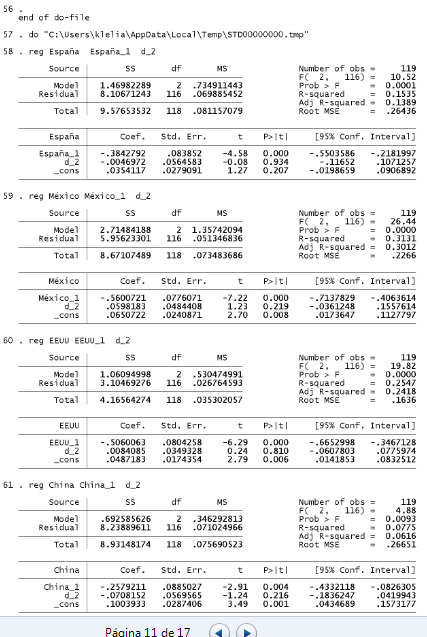 56 .
end of do-file
57 . do "C:\Users\klelia\AppData\Local\Temp\STD00000000.tmp"
58 . reg España España_1 d_2
Source SS df MS Number of obs = 119
F( 2, 116) = 10.52
Model 1.46982289 2 .734911443 Prob > F = 0.0001
Residual 8.10671243 116 .069885452 R-squared = 0.1535
Adj R-squared = 0.1389
Total 9.57653532 118 .081157079 Root MSE = .26436
España Coef. Std. Err. t P>|t| [95% Conf. Interval]
España_1 -.3842792 .083852 -4.58 0.000 -.5503586 -.2181997
d_2 -.0046972 .0564583 -0.08 0.934 -.11652 .1071257
_cons .0354117 .0279091 1.27 0.207 -.0198659 .0906892
59 . reg México México_1 d_2
Source SS df MS Number of obs = 119
F( 2, 116) = 26.44
Model 2.71484188 2 1.35742094 Prob > F = 0.0000
Residual 5.95623301 116 .051346836 R-squared = 0.3131
Adj R-squared = 0.3012
Total 8.67107489 118 .073483686 Root MSE = .2266
México Coef. Std. Err. t P>|t| [95% Conf. Interval]
México_1 -.5600721 .0776071 -7.22 0.000 -.7137829 -.4063614
d_2 .0598183 .0484408 1.23 0.219 -.0361248 .1557614
_cons .0650722 .0240871 2.70 0.008 .0173647 .1127797
60 . reg EEUU EEUU_1 d_2
Source SS df MS Number of obs = 119
F( 2, 116) = 19.82
Model 1.06094998 2 .530474991 Prob > F = 0.0000
Residual 3.10469276 116 .026764593 R-squared = 0.2547
Adj R-squared = 0.2418
Total 4.16564274 118 .035302057 Root MSE = .1636
EEUU Coef. Std. Err. t P>|t| [95% Conf. Interval]
EEUU_1 -.5060063 .0804258 -6.29 0.000 -.6652998 -.3467128
d_2 .0084085 .0349328 0.24 0.810 -.0607803 .0775974
_cons .0487183 .0174354 2.79 0.006 .0141853 .0832512
61 . reg China China_1 d_2
Source SS df MS Number of obs = 119
F( 2, 116) = 4.88
Model .692585626 2 .346292813 Prob > F = 0.0093
Residual 8.23889611 116 .071024966 R-squared = 0.0775
Adj R-squared = 0.0616
Total 8.93148174 118 .075690523 Root MSE = .26651
China Coef. Std. Err. t P>|t| [95% Conf. Interval]
China_1 -.2579211 .0885027 -2.91 0.004 -.4332118 -.0826305
d_2 -.0708152 .0569565 -1.24 0.216 -.1836247 .0419943
_cons .1003933 .0287406 3.49 0.001 .0434689 .1573177
Página 11 de 17